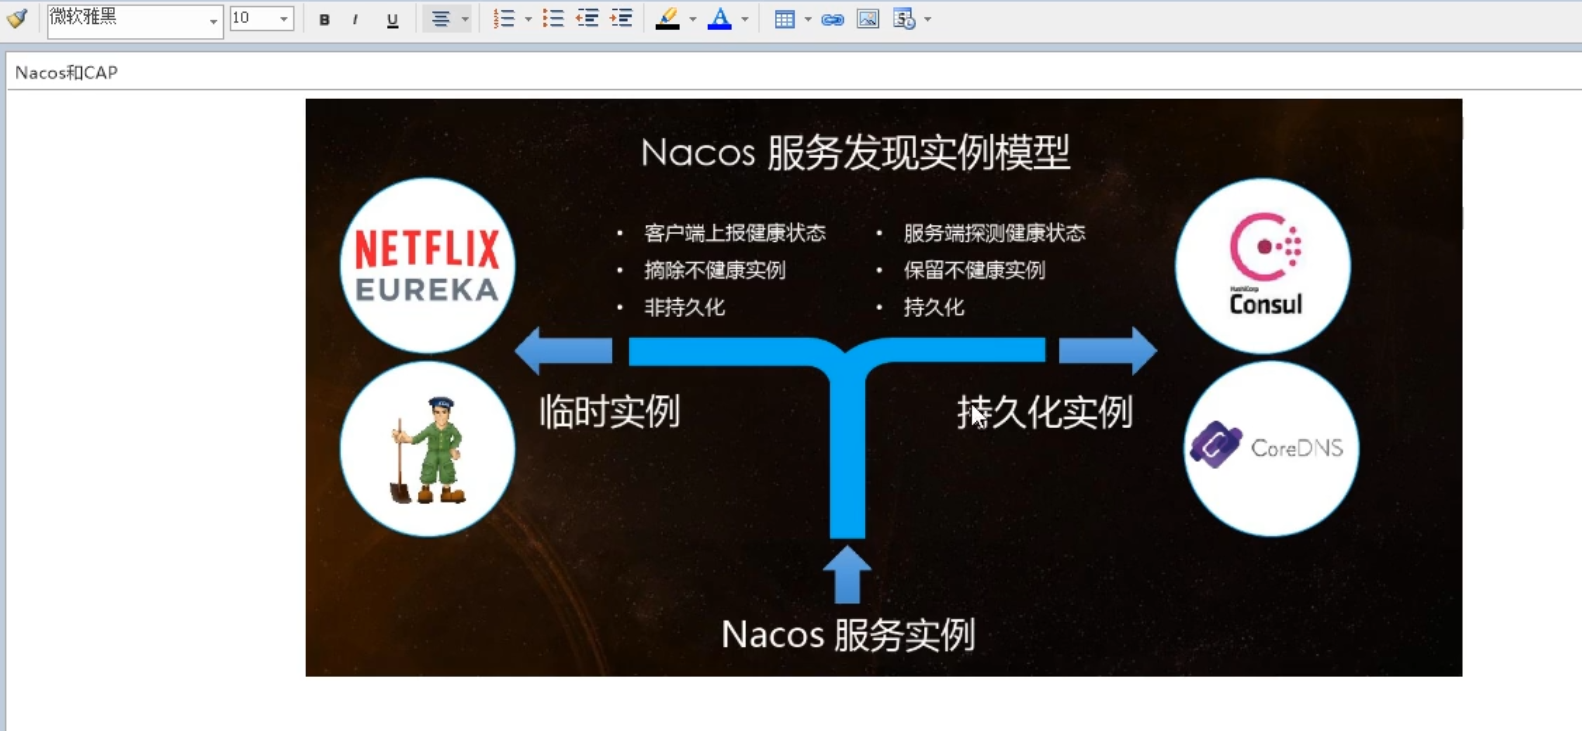 微软雅黑
10
B I U
Nacos和CAP
Nacos 服务发现实例模型
NETFLIX
EUREKA
客户端上报健康状态
摘除不健康实例
非持久化
服务端探测健康状态
保留不健康实例
持久化
HashiCorp
Consul
临时实例
持久化实例
CoreDNS
Nacos 服务实例